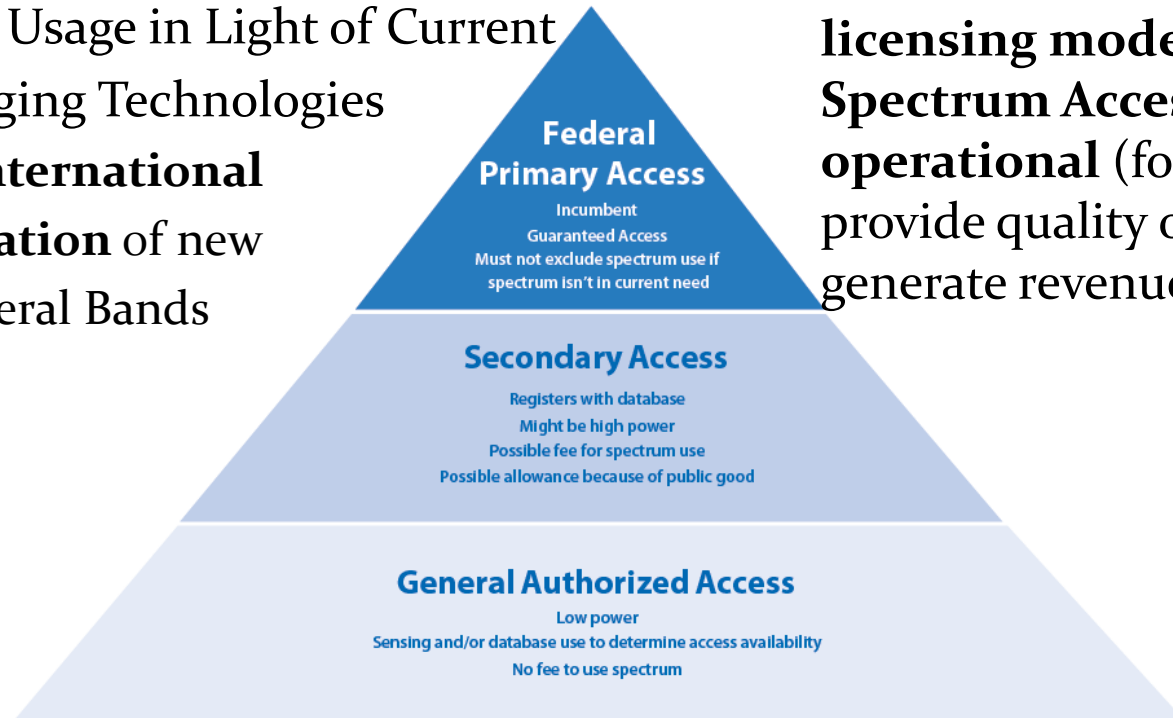 Usage in Light of Current
ging Technologies
nternational
ation of new
eral Bands
Federal
Primary Access
Incumbent
Guaranteed Access
Must not exclude spectrum use if
spectrum isn't in current need
Secondary Access
Registers with database
Might be high power
Possible fee for spectrum use
Possible allowance because of public good
General Authorized Access
Low power
Sensing and/or database use to determine access availability
No fee to use spectrum
licensing mode
Spectrum Acces
operational (fo
provide quality o
generate revenue